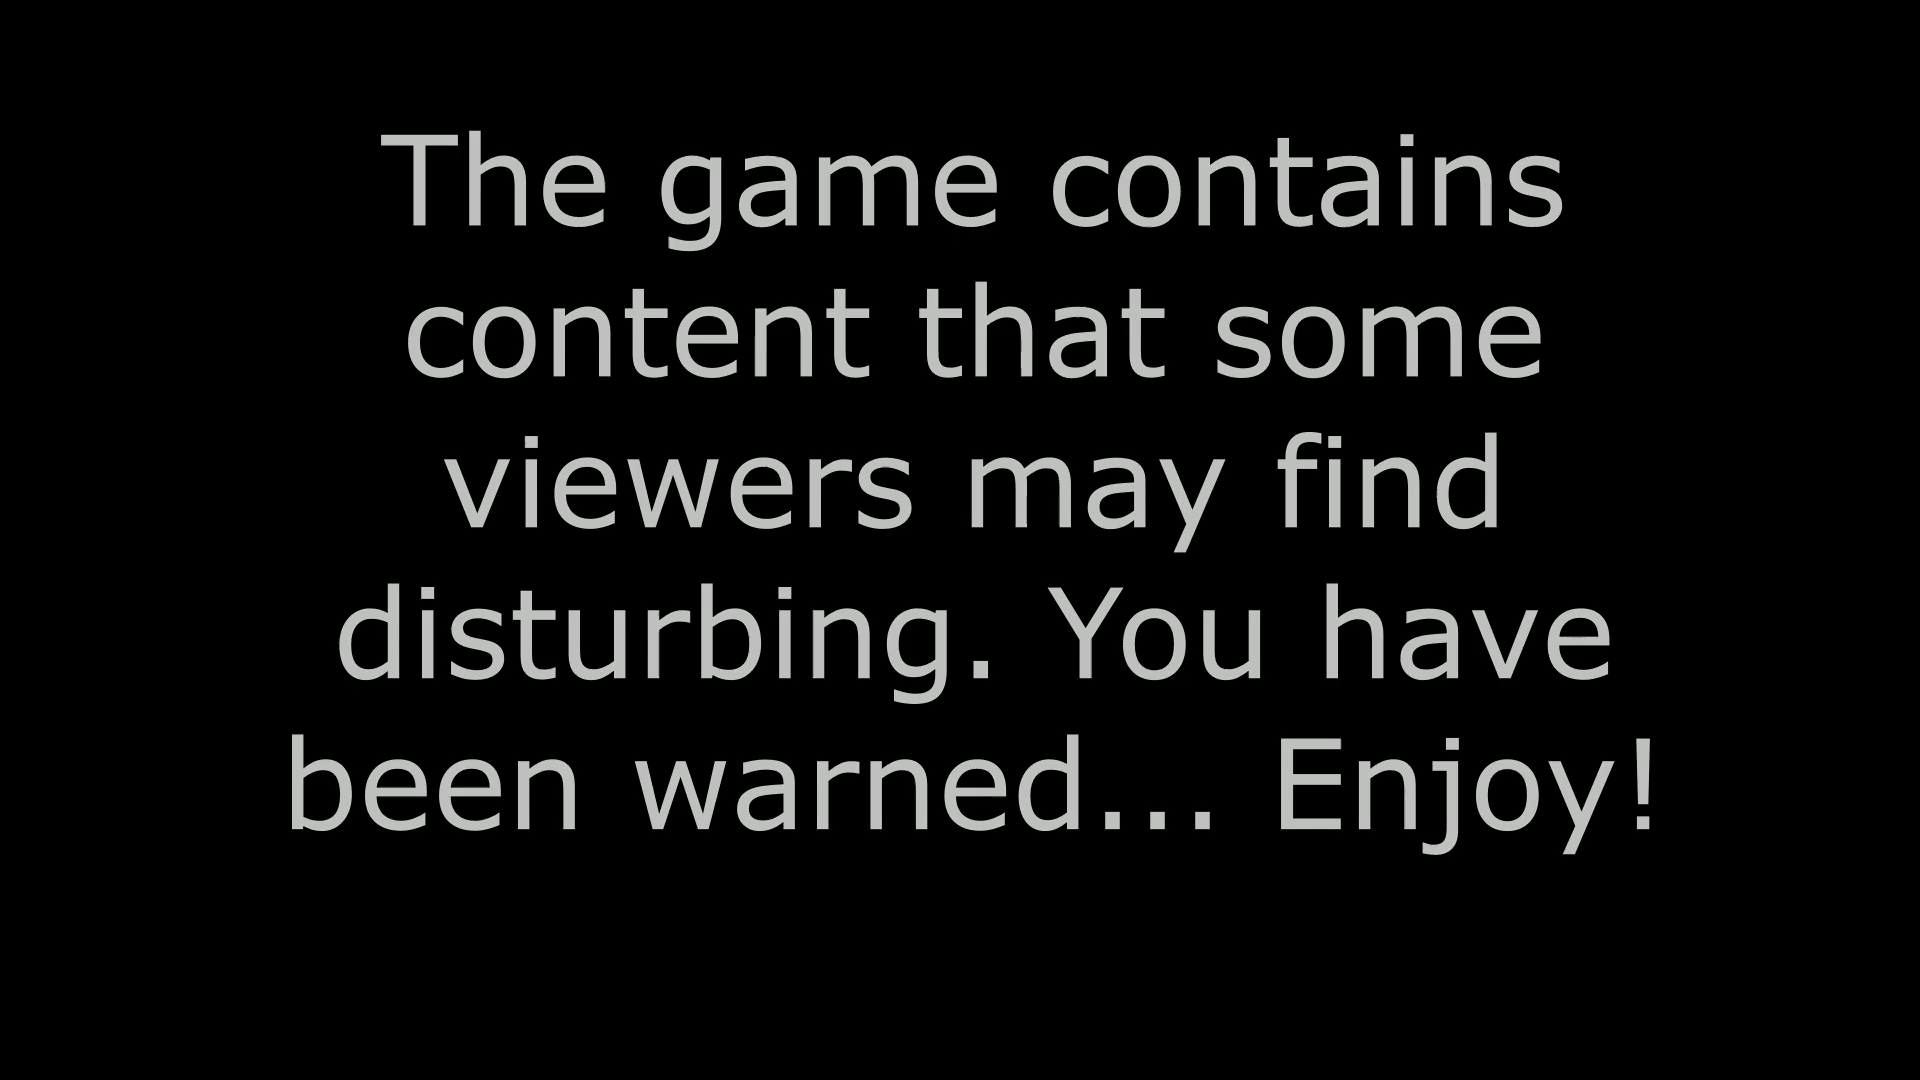 The game contains
content that some
viewers may find
disturbing. You have
been warned... Enjoy!